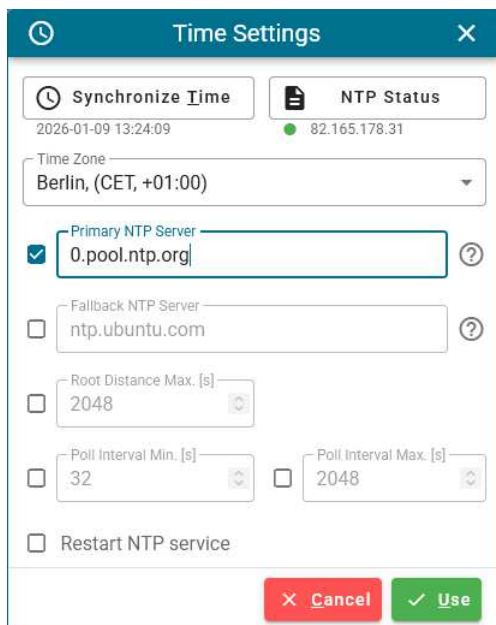 Time Settings
Synchronize Time
NTP Status
2026-01-09 13:24:09
82.165.178.31
Time Zone
Berlin, (CET, +01:00)
Primary NTP Server
0.pool.ntp.org
Fallback NTP Server
ntp.ubuntu.com
Root Distance Max. [s]
2048
Poll Interval Min. [s]
Poll Interval Max. [s]
32
2048
Restart NTP service
Cancel
Use